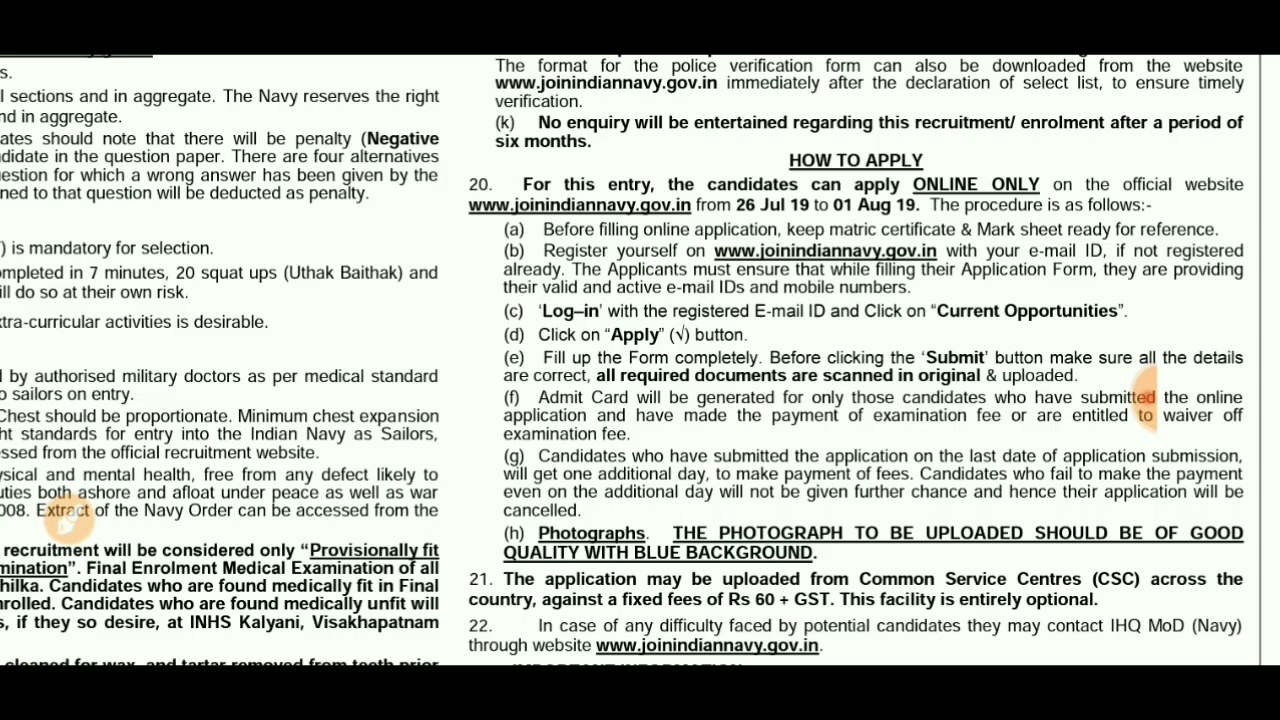 s.
l sections and in aggregate. The Navy reserves the right
nd in aggregate.
ates should note that there will be penalty (Negative
didate in the question paper. There are four alternatives
estion for which a wrong answer has been given by the
ned to that question will be deducted as penalty.
) is mandatory for selection.
ompleted in 7 minutes, 20 squat ups (Uthak Baithak) and
ill do so at their own risk.
xtra-curricular activities is desirable.
l by authorised military doctors as per medical standard
o sailors on entry.
Chest should be proportionate. Minimum chest expansion
ht standards for entry into the Indian Navy as Sailors,
ssed from the official recruitment website.
ysical and mental health, free from any defect likely to
uties both ashore and afloat under peace as well as war
008. Extract of the Navy Order can be accessed from the
recruitment will be considered only “Provisionally fit
mination”. Final Enrolment Medical Examination of all
hilka. Candidates who are found medically fit in Final
nrolled. Candidates who are found medically unfit will
s, if they so desire, at INHS Kalyani, Visakhapatnam
cleaned for wax, and tartar removed from teeth prior
The format for the police verification form can also be downloaded from the website
www.joinindiannavy.gov.in immediately after the declaration of select list, to ensure timely
verification.
(k) No enquiry will be entertained regarding this recruitment/ enrolment after a period of
six months.
HOW TO APPLY
20. For this entry, the candidates can apply ONLINE ONLY on the official website
www.joinindiannavy.gov.in from 26 Jul 19 to 01 Aug 19. The procedure is as follows:-
(a) Before filling online application, keep matric certificate & Mark sheet ready for reference.
(b) Register yourself on www.joinindiannavy.gov.in with your e-mail ID, if not registered
already. The Applicants must ensure that while filling their Application Form, they are providing
their valid and active e-mail IDs and mobile numbers.
(c) ‘Log–in’ with the registered E-mail ID and Click on “Current Opportunities”.
(d) Click on “Apply” (√) button.
(e) Fill up the Form completely. Before clicking the ‘Submit’ button make sure all the details
are correct, all required documents are scanned in original & uploaded.
(f) Admit Card will be generated for only those candidates who have submitted the online
application and have made the payment of examination fee or are entitled to waiver off
examination fee.
(g) Candidates who have submitted the application on the last date of application submission,
will get one additional day, to make payment of fees. Candidates who fail to make the payment
even on the additional day will not be given further chance and hence their application will be
cancelled.
(h) Photographs. THE PHOTOGRAPH TO BE UPLOADED SHOULD BE OF GOOD
QUALITY WITH BLUE BACKGROUND.
21. The application may be uploaded from Common Service Centres (CSC) across the
country, against a fixed fees of Rs 60 + GST. This facility is entirely optional.
22. In case of any difficulty faced by potential candidates they may contact IHQ MoD (Navy)
through website www.joinindiannavy.gov.in.
IMPORTANT INFORMATION